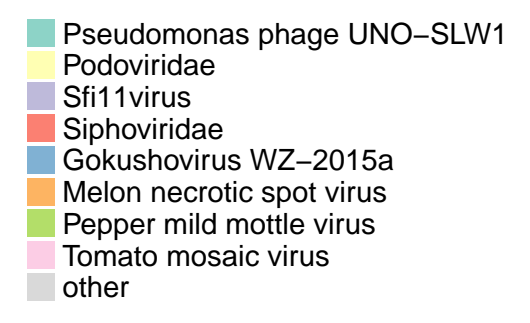 Pseudomonas phage UNO−SLW1
Podoviridae
Sfi11virus
Siphoviridae
Gokushovirus WZ−2015a
Melon necrotic spot virus
Pepper mild mottle virus
Tomato mosaic virus
other